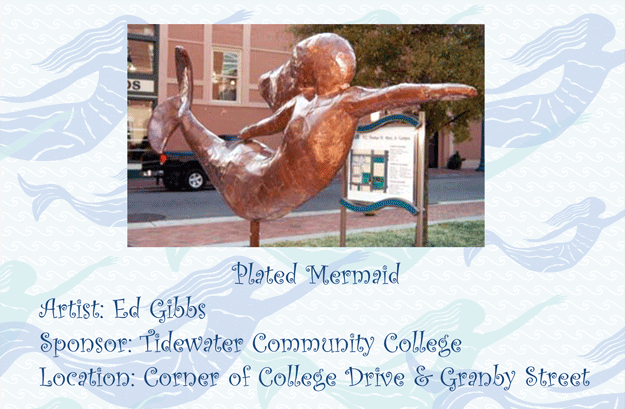 Plated Mermaid
Artist: Ed Gibbs
Sponsor: Tidewater Community College
Location: Corner of College Drive & Granby Street